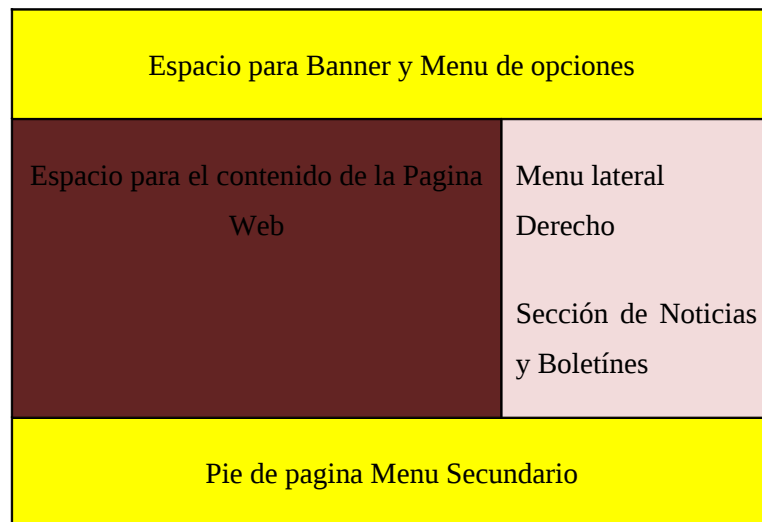 Espacio para Banner y Menu de opciones
Espacio para el contenido de la Pagina
Web
Menu lateral
Derecho
Sección de Noticias
y Boletínes
Pie de pagina Menu Secundario